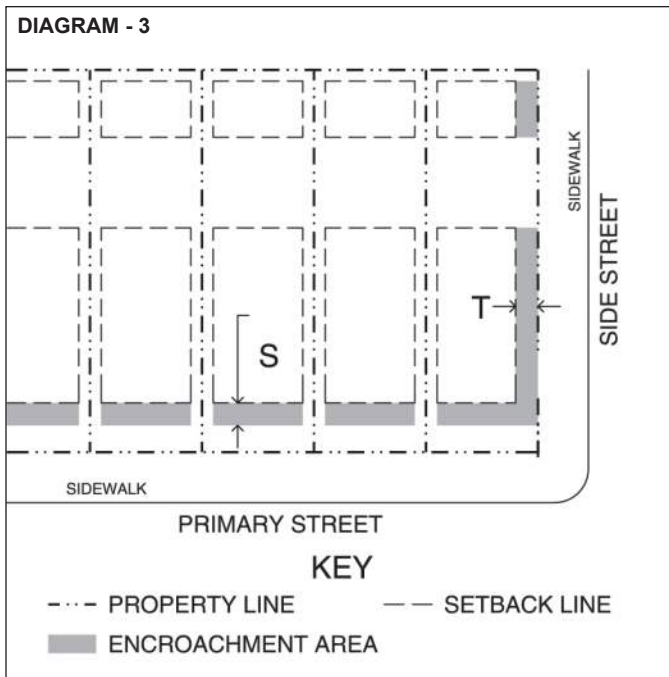 DIAGRAM - 3
SIDEWALK
SIDE STREET
T
S
SIDEWALK
PRIMARY STREET
KEY
PROPERTY LINE
SETBACK LINE
ENCROACHMENT AREA